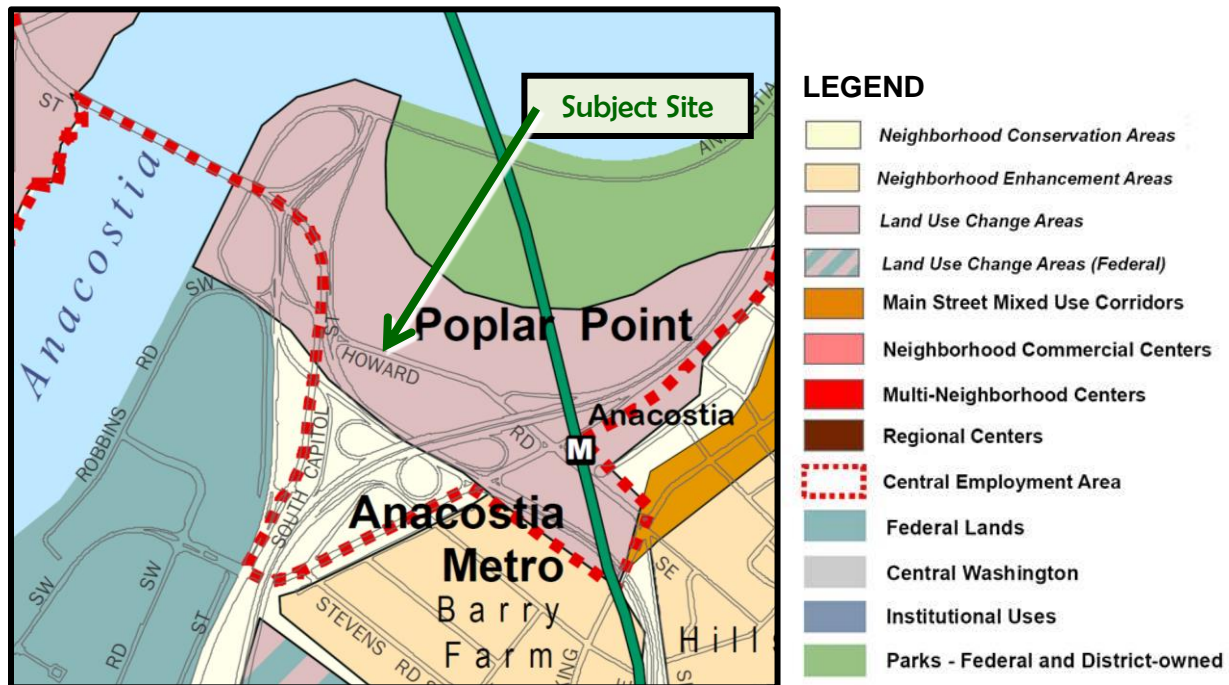 ST
Anacostia
Subject Site
SW
ROBBINS
RD
ST
HOWARD
Poplar Point
RD
Anacostia
M
SOUTH CAPITOL
Anacostia
Metro
Barry
Farm
STEVENS
RD
SE
SW
SW
RD
ST
LEGEND
Neighborhood Conservation Areas
Neighborhood Enhancement Areas
Land Use Change Areas
Land Use Change Areas (Federal)
Main Street Mixed Use Corridors
Neighborhood Commercial Centers
Multi-Neighborhood Centers
Regional Centers
Central Employment Area
Federal Lands
Central Washington
Institutional Uses
Parks - Federal and District-owned